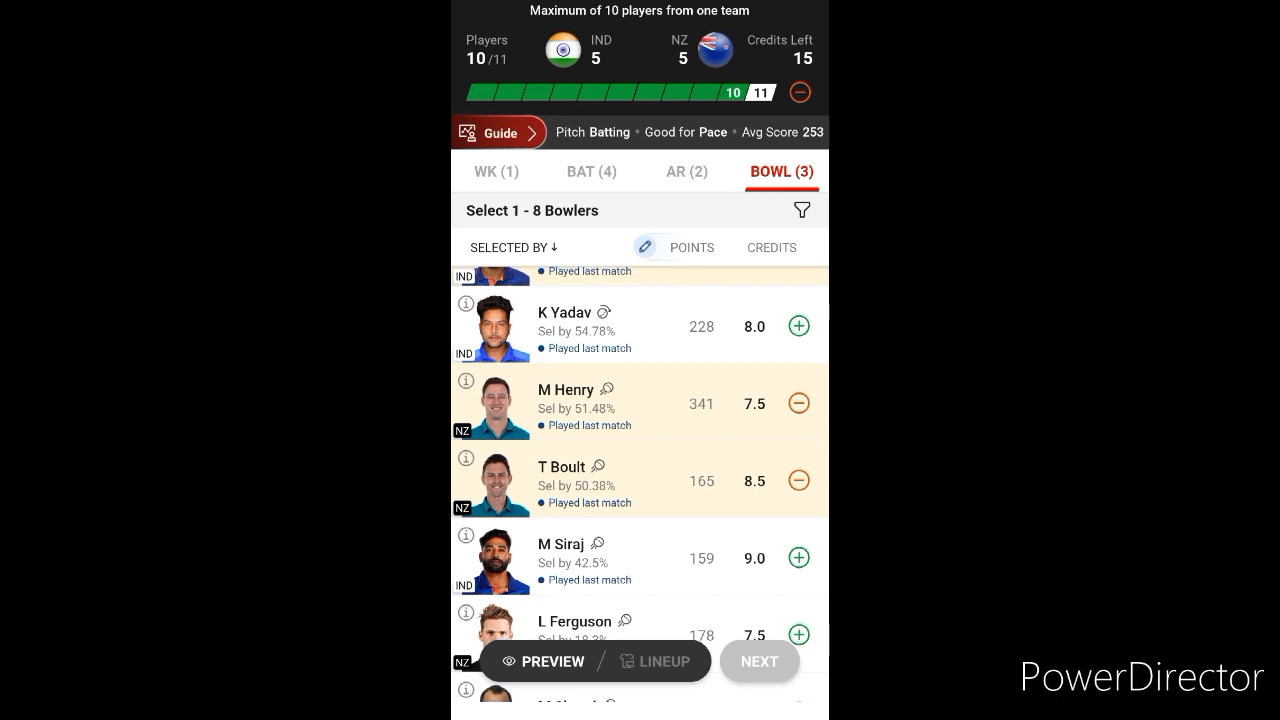 Maximum of 10 players from one team
Players IND NZ Credits Left
10/11 5 5 15
10 11
Guide Pitch Batting • Good for Pace • Avg Score 253
WK (1) BAT (4) AR (2) BOWL (3)
Select 1 - 8 Bowlers
SELECTED BY ↓ POINTS CREDITS
IND Played last match
K Yadav
Sel by 54.78% 228 8.0
IND Played last match
M Henry
Sel by 51.48% 341 7.5
NZ Played last match
T Boult
Sel by 50.38% 165 8.5
NZ Played last match
M Siraj
Sel by 42.5% 159 9.0
IND Played last match
L Ferguson
Sel by 18.3% 178 7.5
NZ PREVIEW / LINEUP NEXT
PowerDirector